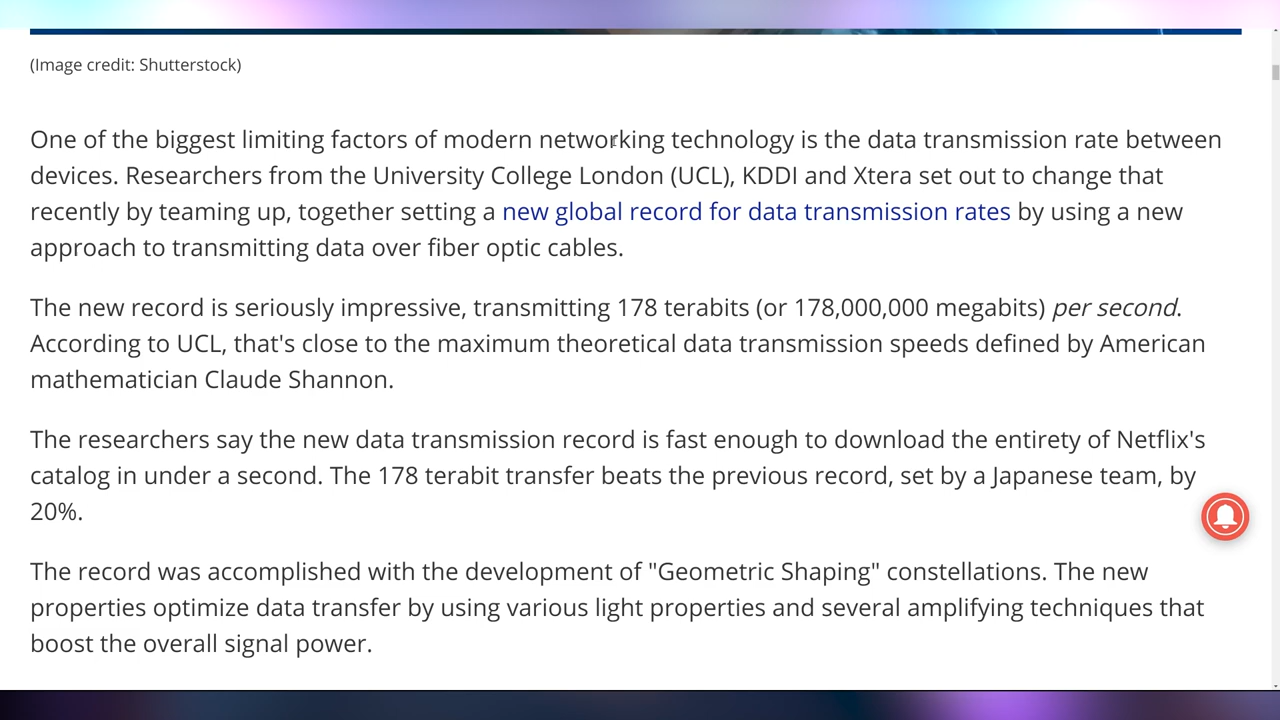 (Image credit: Shutterstock)
One of the biggest limiting factors of modern networking technology is the data transmission rate between
devices. Researchers from the University College London (UCL), KDDI and Xtera set out to change that
recently by teaming up, together setting a new global record for data transmission rates by using a new
approach to transmitting data over fiber optic cables.
The new record is seriously impressive, transmitting 178 terabits (or 178,000,000 megabits) per second.
According to UCL, that's close to the maximum theoretical data transmission speeds defined by American
mathematician Claude Shannon.
The researchers say the new data transmission record is fast enough to download the entirety of Netflix's
catalog in under a second. The 178 terabit transfer beats the previous record, set by a Japanese team, by
20%.
The record was accomplished with the development of "Geometric Shaping" constellations. The new
properties optimize data transfer by using various light properties and several amplifying techniques that
boost the overall signal power.